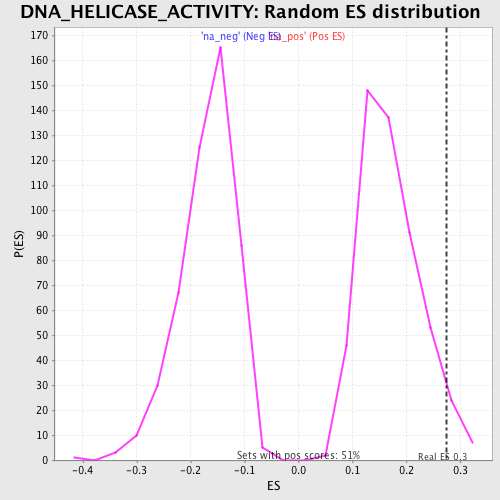 DNA_HELICASE_ACTIVITY: Random ES distribution
'na_neg' (Neg ES)
'na_pos' (Pos ES)
170
160
150
140
130
120
110
100
90
80
70
60
50
40
30
20
10
0
P(ES)
Sets with pos scores: 51%
Real ES 0.3
-0.4 -0.3 -0.2 -0.1 0.0 0.1 0.2 0.3
ES